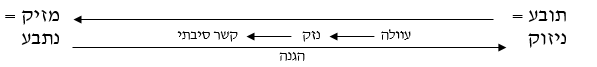 תובע = מזיק =
עוולה נזק קשר סיבתי
ניזוק נתבע
הגנה